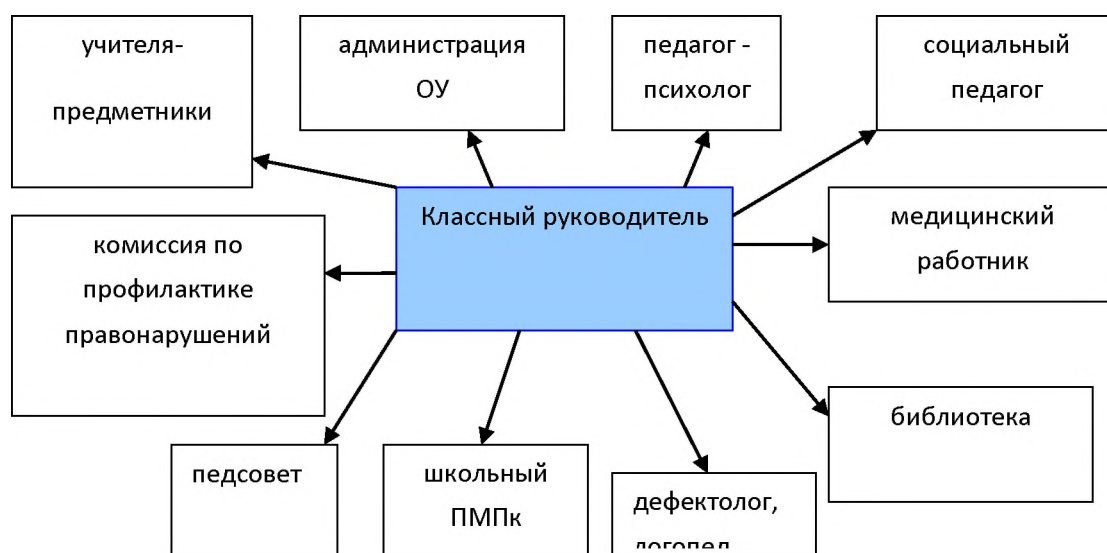 учителя-
предметники
администрация
ОУ
педагог -
психолог
социальный
педагог
Классный руководитель
медицинский
работник
комиссия по
профилактике
правонарушений
библиотека
педсовет
школьный
ПМПк
дефектолог,
логопед